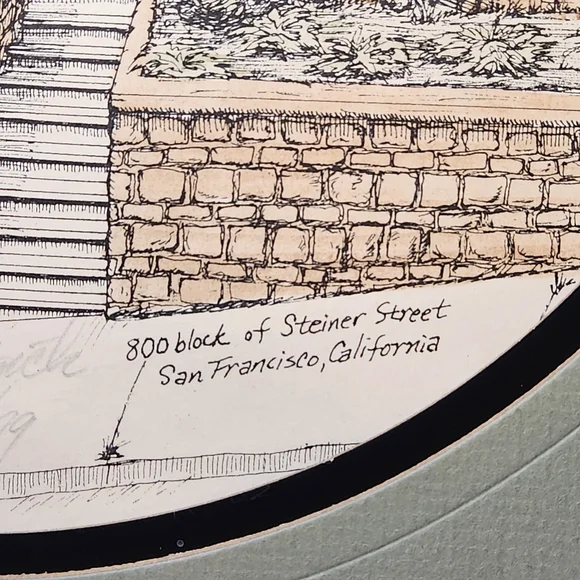 800 block of Steiner Street
San Francisco, California